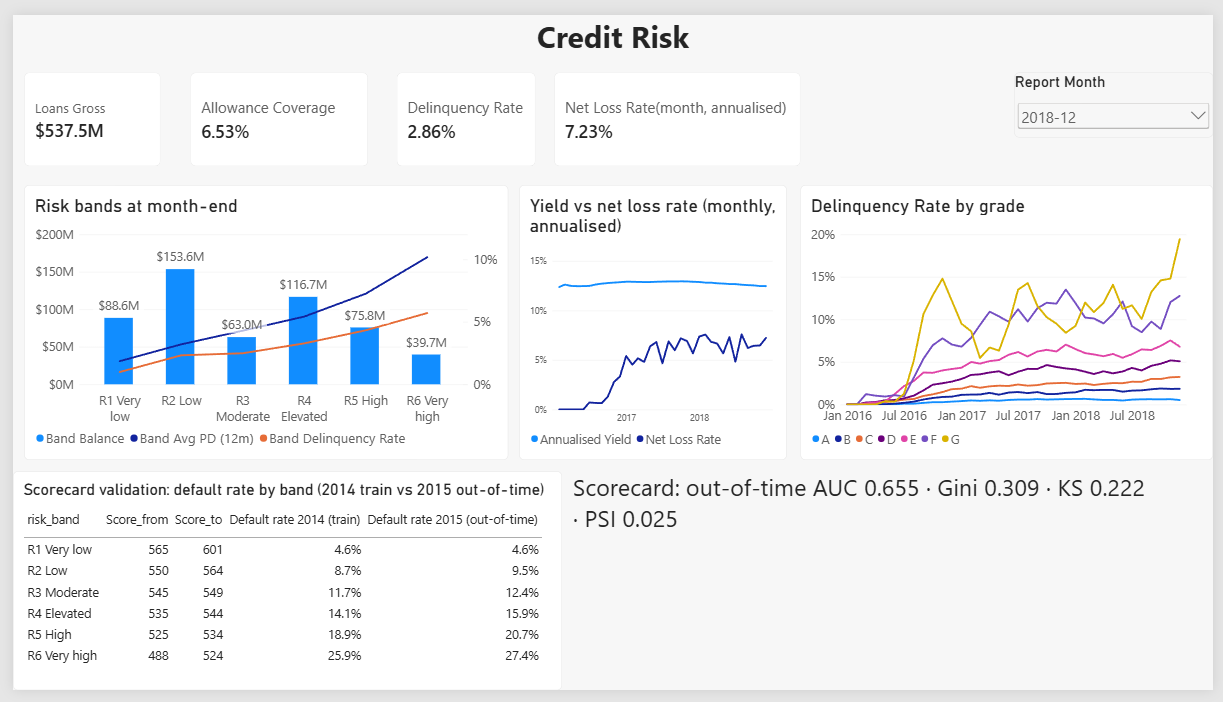 Credit Risk
Loans Gross
$537.5M
Allowance Coverage
6.53%
Delinquency Rate
2.86%
Net Loss Rate(month, annualised)
7.23%
Report Month
2018-12
Risk bands at month-end
$200M
$150M
$100M
$50M
$0M
10%
5%
0%
$88.6M
$153.6M
$63.0M
$116.7M
$75.8M
$39.7M
R1 Very
low
R2 Low
R3
Moderate
R4
Elevated
R5 High
R6 Very
high
Band Balance
Band Avg PD (12m)
Band Delinquency Rate
Yield vs net loss rate (monthly,
annualised)
15%
10%
5%
0%
2017
2018
Annualised Yield
Net Loss Rate
Delinquency Rate by grade
20%
15%
10%
5%
0%
Jan 2016
Jul 2016
Jan 2017
Jul 2017
Jan 2018
Jul 2018
A B C D E F G
Scorecard validation: default rate by band (2014 train vs 2015 out-of-time)
risk_band Score_from Score_to Default rate 2014 (train) Default rate 2015 (out-of-time)
R1 Very low 565 601 4.6% 4.6%
R2 Low 550 564 8.7% 9.5%
R3 Moderate 545 549 11.7% 12.4%
R4 Elevated 535 544 14.1% 15.9%
R5 High 525 534 18.9% 20.7%
R6 Very high 488 524 25.9% 27.4%
Scorecard: out-of-time AUC 0.655 · Gini 0.309 · KS 0.222
· PSI 0.025